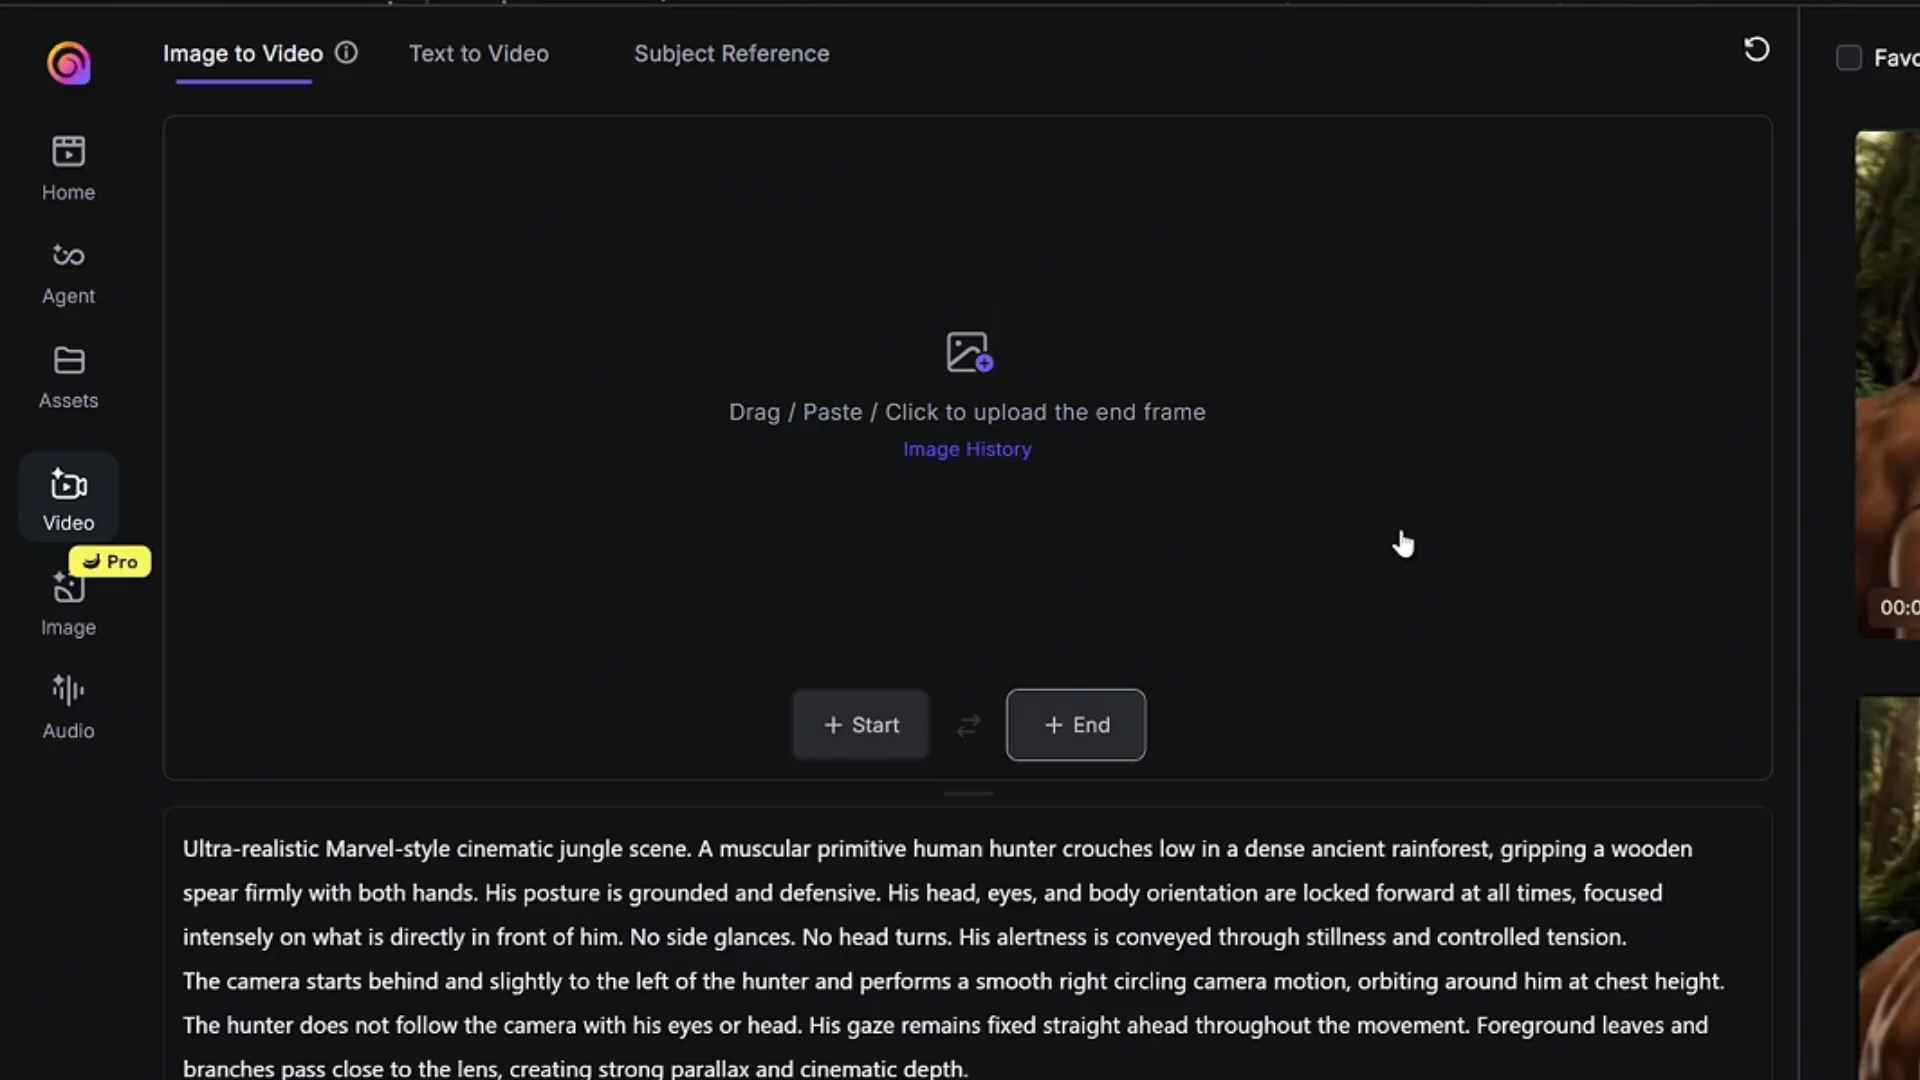 Image to Video Text to Video Subject Reference
Home
Agent
Assets
Video
Pro
Image
Audio
Drag / Paste / Click to upload the end frame
Image History
+ Start + End
Ultra-realistic Marvel-style cinematic jungle scene. A muscular primitive human hunter crouches low in a dense ancient rainforest, gripping a wooden
spear firmly with both hands. His posture is grounded and defensive. His head, eyes, and body orientation are locked forward at all times, focused
intensely on what is directly in front of him. No side glances. No head turns. His alertness is conveyed through stillness and controlled tension.
The camera starts behind and slightly to the left of the hunter and performs a smooth right circling camera motion, orbiting around him at chest height.
The hunter does not follow the camera with his eyes or head. His gaze remains fixed straight ahead throughout the movement. Foreground leaves and
branches pass close to the lens, creating strong parallax and cinematic depth.